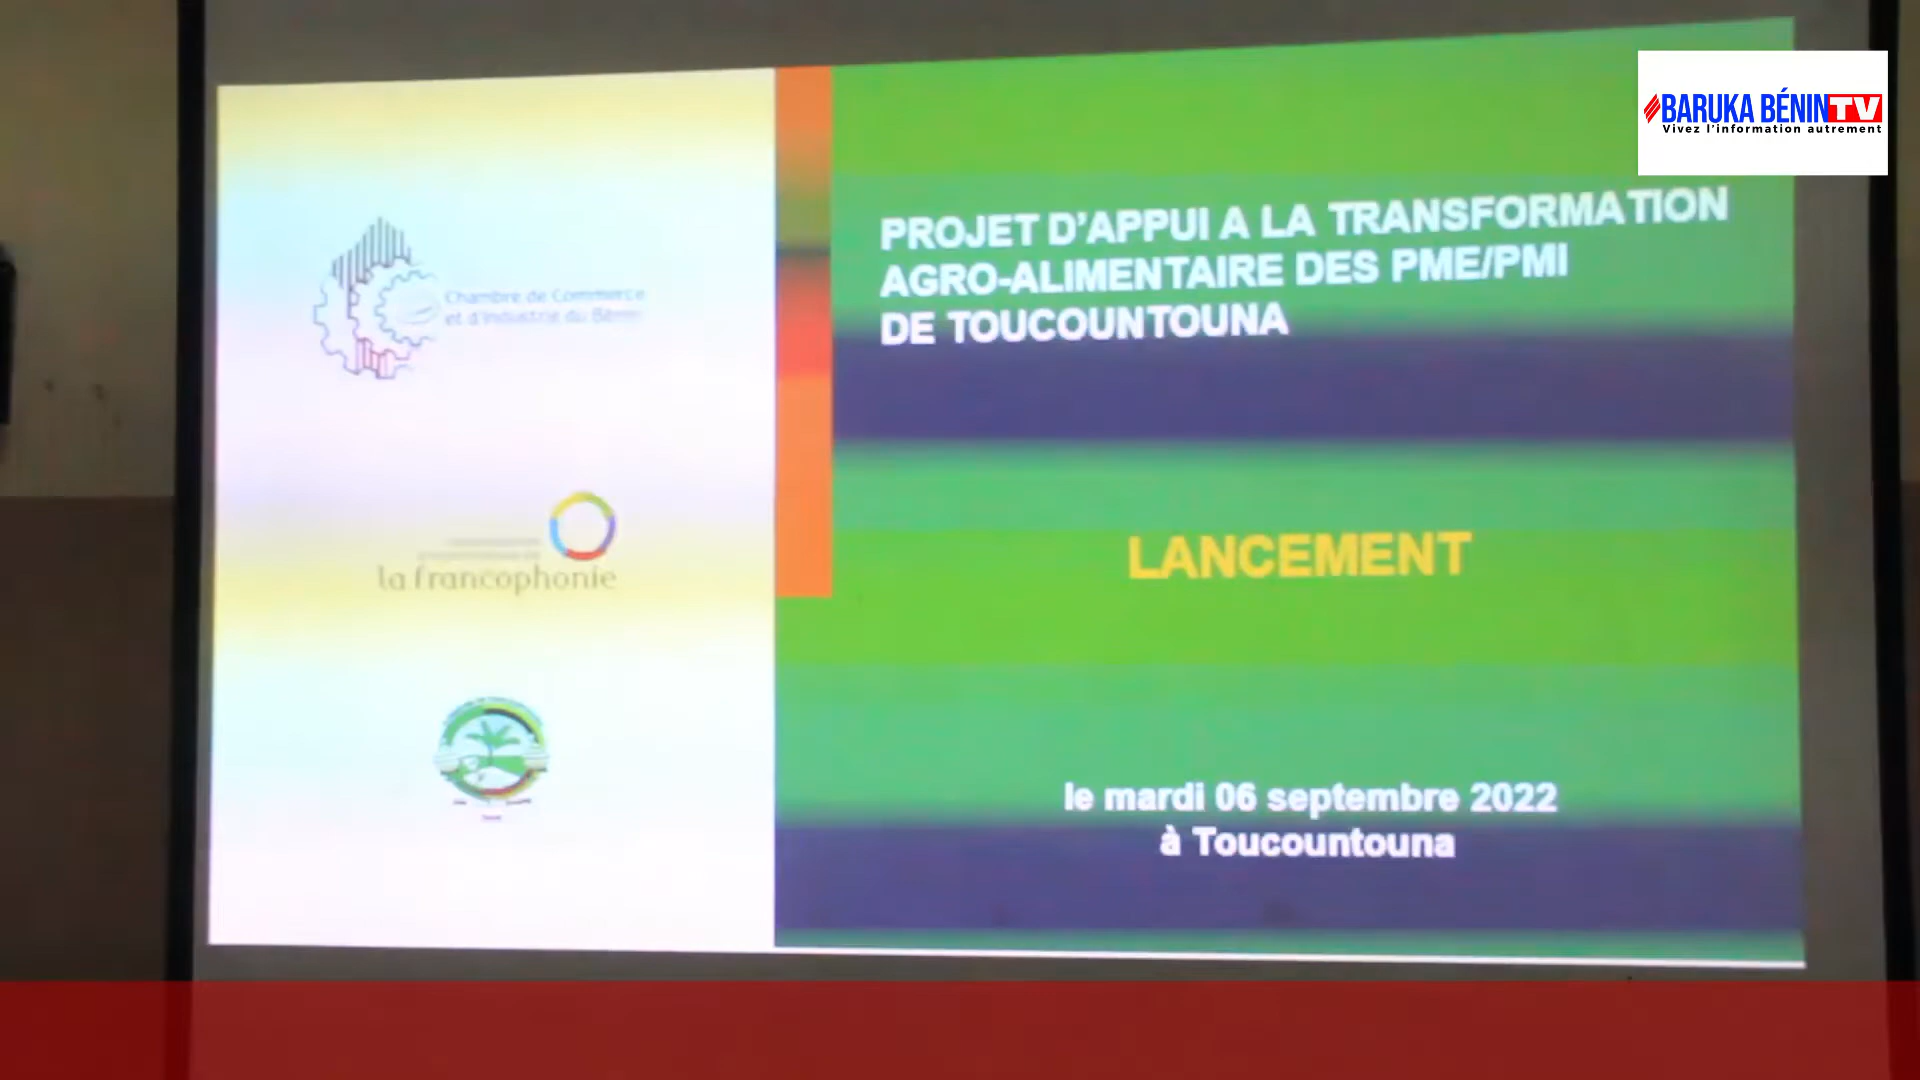 BARUKA BÉNIN TV
Vivez l'information autrement
Chambre de Commerce
et d'Industrie du Bénin
la francophonie
PROJET D'APPUI A LA TRANSFORMATION
AGRO-ALIMENTAIRE DES PME/PMI
DE TOUCOUNTOUNA
LANCEMENT
le mardi 06 septembre 2022
à Toucountouna